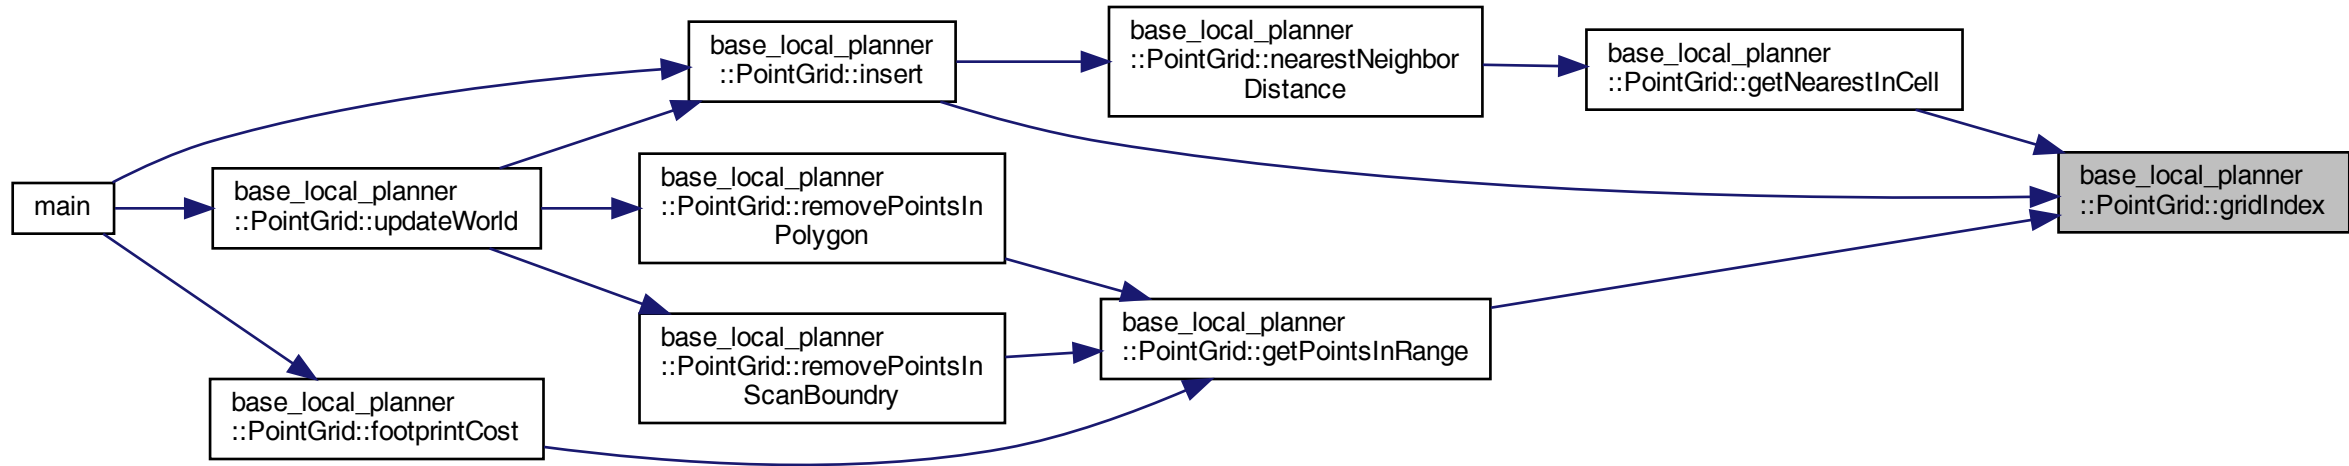 main
base_local_planner
::PointGrid::updateWorld
base_local_planner
::PointGrid::footprintCost
base_local_planner
::PointGrid::insert
base_local_planner
::PointGrid::removePointsIn
Polygon
base_local_planner
::PointGrid::removePointsIn
ScanBoundry
base_local_planner
::PointGrid::nearestNeighbor
Distance
base_local_planner
::PointGrid::getPointsInRange
base_local_planner
::PointGrid::getNearestInCell
base_local_planner
::PointGrid::gridIndex